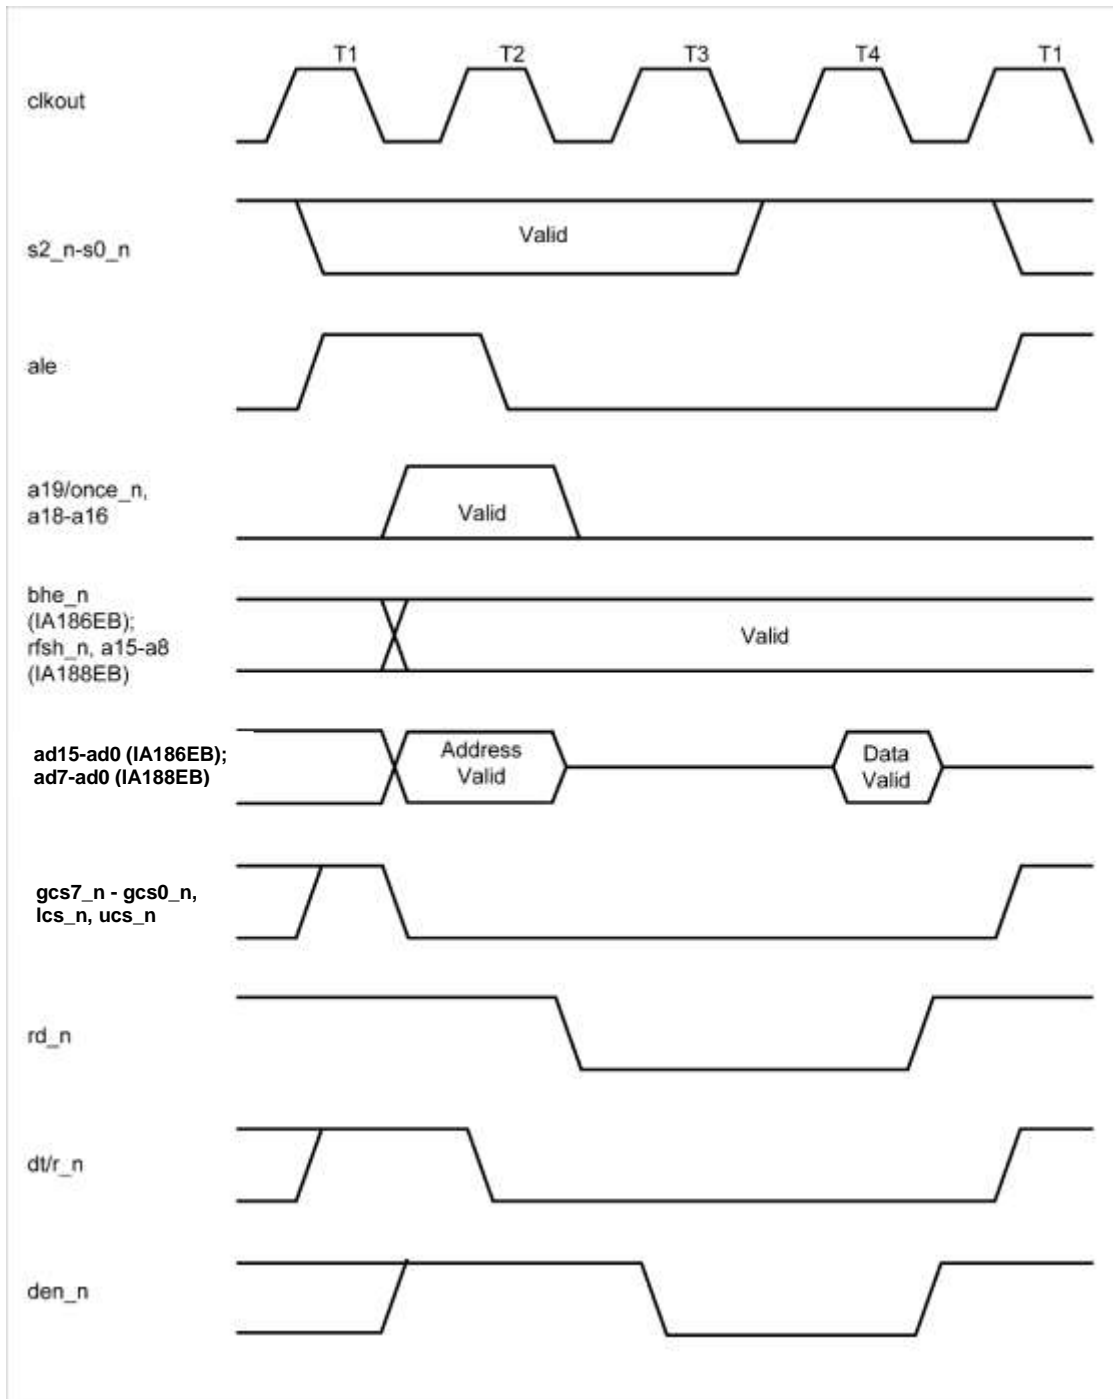 T1 T2 T3 T4 T1
clkout
s2_n-s0_n
Valid
ale
a19/once_n,
a18-a16
Valid
bhe_n
(IA186EB);
rfsh_n, a15-a8
(IA188EB)
Valid
ad15-ad0 (IA186EB);
ad7-ad0 (IA188EB)
Address
Valid
Data
Valid
gcs7_n - gcs0_n,
lcs_n, ucs_n
rd_n
dt/r_n
den_n